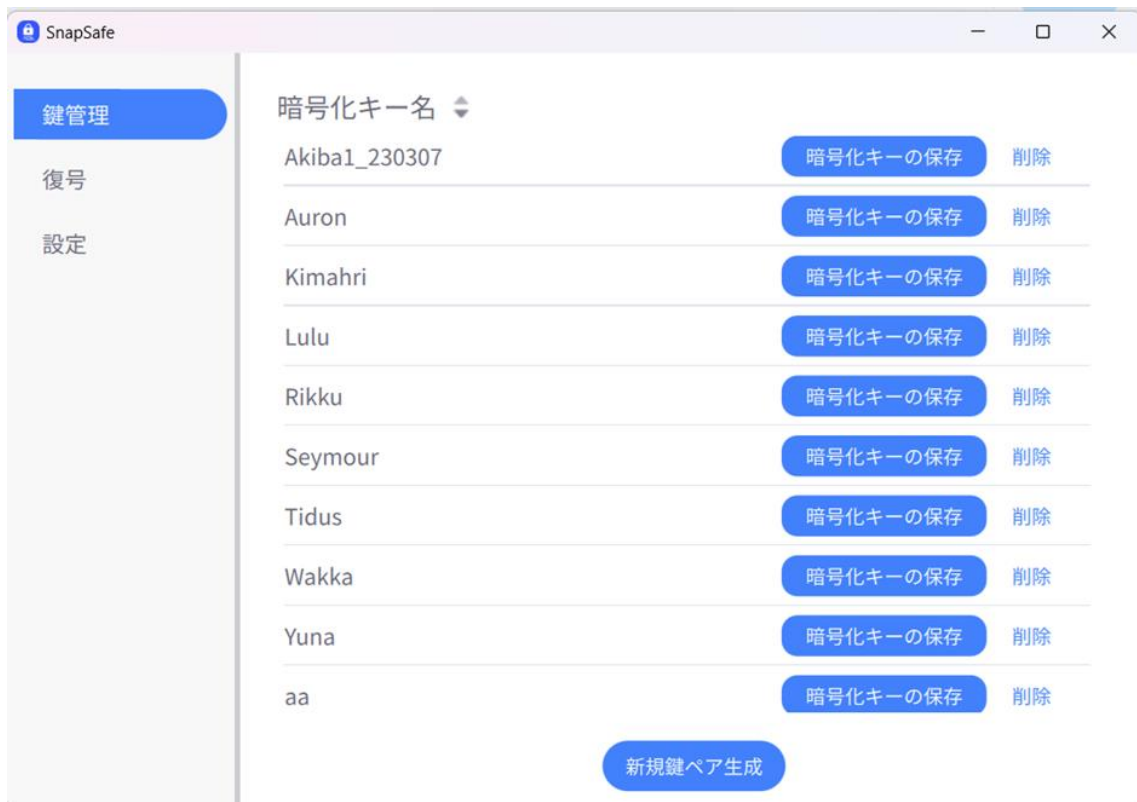 SnapSafe
鍵管理
復号
設定
暗号化キー名
Akiba1_230307 暗号化キーの保存 削除
Auron 暗号化キーの保存 削除
Kimahri 暗号化キーの保存 削除
Lulu 暗号化キーの保存 削除
Rikku 暗号化キーの保存 削除
Seymour 暗号化キーの保存 削除
Tidus 暗号化キーの保存 削除
Wakka 暗号化キーの保存 削除
Yuna 暗号化キーの保存 削除
aa 暗号化キーの保存 削除
新規鍵ペア生成